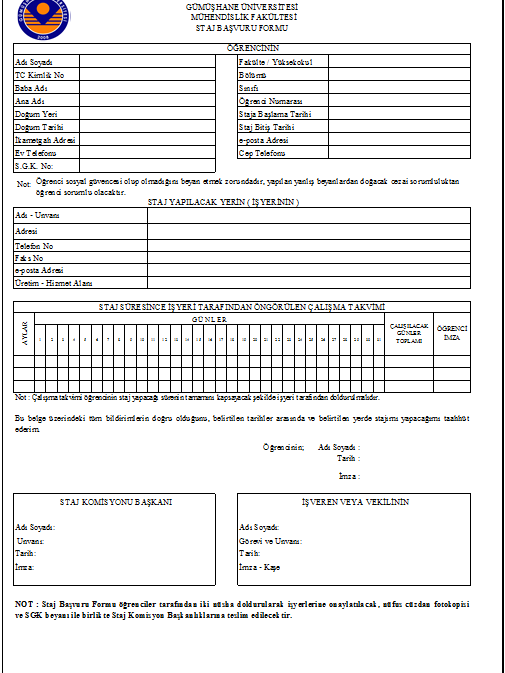 GÜMÜŞHANE ÜNİVERSİTESİ
MÜHENDİSLİK FAKÜLTESİ
STAJ BAŞVURU FORMU
2008
ÖĞRENCİNİN
Adı Soyadı
Fakülte / Yüksekokul
TC Kimlik No
Bölümü
Baba Adı
Sınıfı
Ana Adı
Öğrenci Numarası
Doğum Yeri
Staja Başlama Tarihi
Doğum Tarihi
Staj Bitiş Tarihi
İkametgah Adresi
e-posta Adresi
Ev Telefonu
Cep Telefonu
S.G.K. No:
Not: Öğrenci sosyal güvencesi olup olmadığını beyan etmek zorundadır, yapılan yanlış beyanlardan doğacak cezai sorumluluktan
öğrenci sorumlu olacaktır.
STAJ YAPILACAK YERİN ( İŞYERİNİN )
Adı - Unvanı
Adresi
Telefon No
Faks No
e-posta Adresi
Üretim - Hizmet Alanı
STAJ SÜRESİNCE İŞYERİ TARAFINDAN ÖNGÖRÜLEN ÇALIŞMA TAKVİMİ
AYLAR
GÜNLER
1 2 3 4 5 6 7 8 9 10 11 12 13 14 15 16 17 18 19 20 21 22 23 24 25 26 27 28 29 30 31
ÇALIŞILACAK
GÜNLER
TOPLAMI
ÖĞRENCİ
İMZA
Not : Çalışma takvimi öğrencinin staj yapacağı sürenin tamamını kapsayacak şekilde işyeri tarafından doldurulmalıdır.
Bu belge üzerindeki tüm bildirimlerin doğru olduğunu, belirtilen tarihler arasında ve belirtilen yerde stajımı yapacağımı taahhüt
ederim.
Öğrencinin; Adı Soyadı :
Tarih :
İmza :
STAJ KOMİSYONU BAŞKANI
Adı Soyadı:
Unvanı:
Tarih:
İmza:
İŞVEREN VEYA VEKİLİNİN
Adı Soyadı:
Görevi ve Unvanı:
Tarih:
İmza - Kaşe
NOT : Staj Başvuru Formu öğrenciler tarafından iki nüsha doldurularak işyerlerine onaylatılacak, nüfus cüzdan fotokopisi
ve SGK beyanı ile birlikte Staj Komisyon Başkanlıklarına teslim edilecektir.